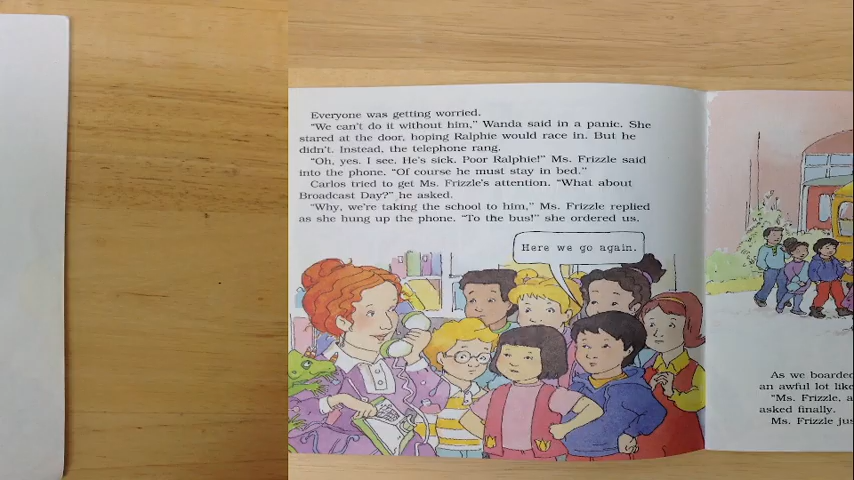 Everyone was getting worried.
"We can't do it without him," Wanda said in a panic. She
stared at the door, hoping Ralphie would race in. But he
didn't. Instead, the telephone rang.
"Oh, yes. I see. He's sick. Poor Ralphie!" Ms. Frizzle said
into the phone. "Of course he must stay in bed."
Carlos tried to get Ms. Frizzle's attention. "What about
Broadcast Day?" he asked.
"Why, we're taking the school to him," Ms. Frizzle replied
as she hung up the phone. "To the bus!" she ordered us.
Here we go again.
As we boarded
an awful lot like
"Ms. Frizzle, a
asked finally.
Ms. Frizzle jus